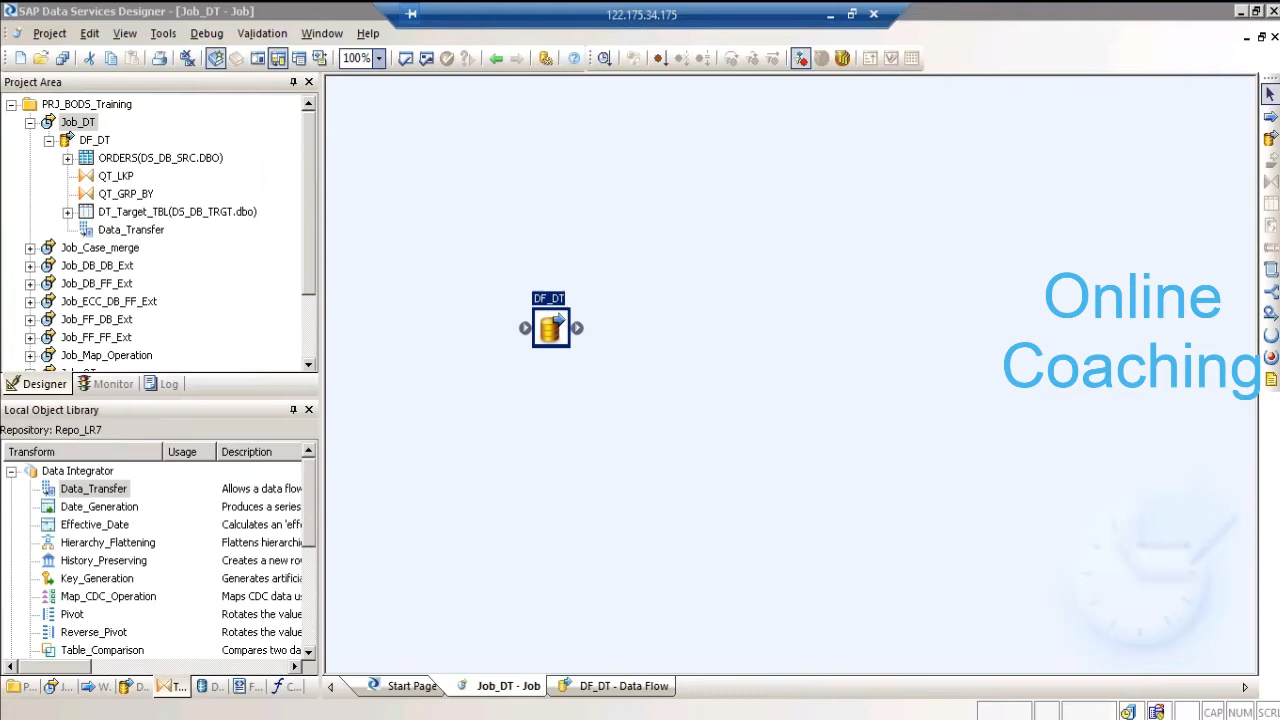 SAP Data Services Designer - [Job_DT - Job]
122.175.34.175
Project Edit View Tools Debug Validation Window Help
100%
Project Area
PRJ_BODS_Training
Job_DT
DF_DT
ORDERS(DS_DB_SRC.DBO)
QT_LKP
QT_GRP_BY
DT_Target_TBL(DS_DB_TRGT.dbo)
Data_Transfer
Job_Case_merge
Job_DB_DB_Ext
Job_DB_FF_Ext
Job_ECC_DB_FF_Ext
Job_FF_DB_Ext
Job_FF_FF_Ext
Job_Map_Operation
Designer Monitor Log
Local Object Library
Repository: Repo_LR7
Transform Usage Description
Data Integrator
Data_Transfer Allows a data flow
Date_Generation Produces a series
Effective_Date Calculates an 'effe
Hierarchy_Flattening Flattens hierarchi
History_Preserving Creates a new ro
Key_Generation Generates artificia
Map_CDC_Operation Maps CDC data u
Pivot Rotates the value
Reverse_Pivot Rotates the value
Table_Comparison Compares two da
P... J... W... D... T... D... F... C...
DF_DT
Online
Coaching
Start Page Job_DT - Job DF_DT - Data Flow
CAP NUM SCRL